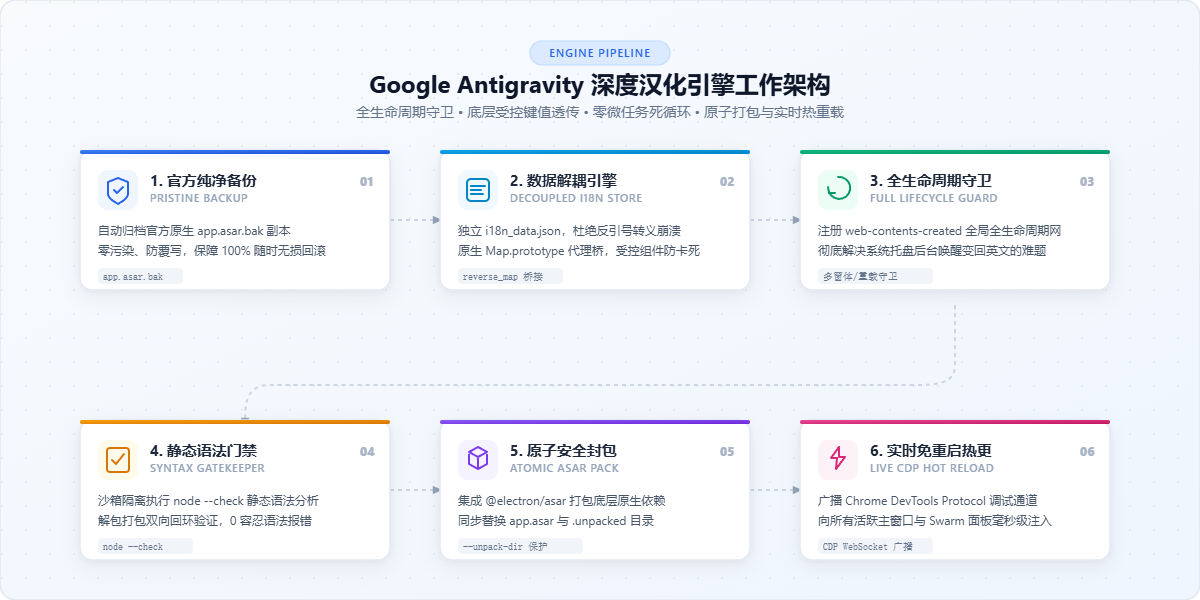 ENGINE PIPELINE
Google Antigravity 深度汉化引擎工作架构
全生命周期守卫 • 底层受控键值透传 • 零微任务死循环 • 原子打包与实时热重载
1. 官方纯净备份
01
PRISTINE BACKUP
自动归档官方原生 app.asar.bak 副本
零污染、防覆写，保障 100% 随时无损回滚
app.asar.bak
2. 数据解耦引擎
02
DECOUPLED I18N STORE
独立 i18n_data.json，杜绝反引号转义崩溃
原生 Map.prototype 代理桥，受控组件防卡死
reverse_map 桥接
3. 全生命周期守卫
03
FULL LIFECYCLE GUARD
注册 web-contents-created 全局全生命周期网
彻底解决系统托盘后台唤醒变回英文的难题
多窗体/重载守卫
4. 静态语法门禁
04
SYNTAX GATEKEEPER
沙箱隔离执行 node --check 静态语法分析
解包打包双向回环验证，0 容忍语法报错
node --check
5. 原子安全封包
05
ATOMIC ASAR PACK
集成 @electron/asar 打包底层原生依赖
同步替换 app.asar 与 .unpacked 目录
--unpack-dir 保护
6. 实时免重启热更
06
LIVE CDP HOT RELOAD
广播 Chrome DevTools Protocol 调试通道
向所有活跃主窗口与 Swarm 面板毫秒级注入
CDP WebSocket 广播